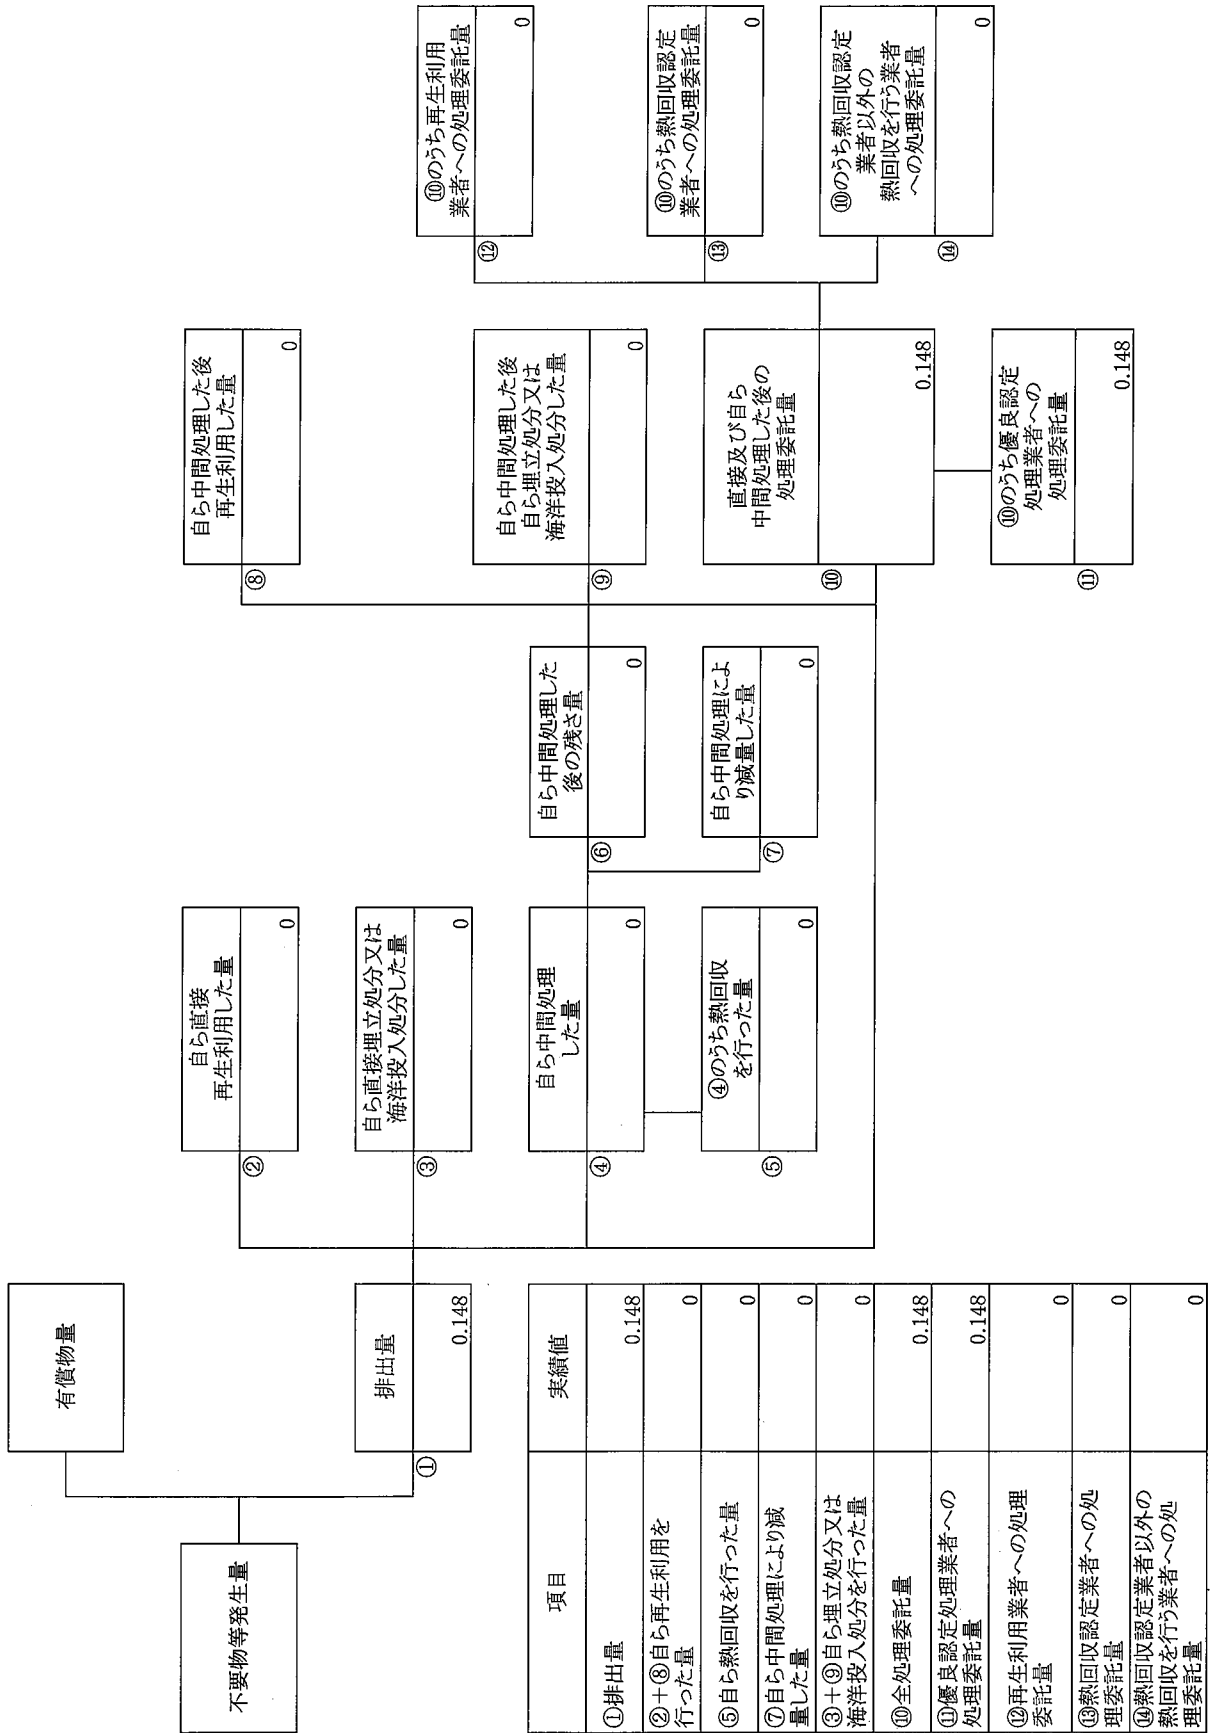 不要物等発生量
有償物量
排出量
①
0.148
自ら直接
再生利用した量
②
0
自ら直接埋立処分又は
海洋投入処分した量
③
0
自ら中間処理
した量
④
0
④のうち熱回収
を行った量
⑤
0
自ら中間処理した
後の残さ量
⑥
0
自ら中間処理によ
り減量した量
⑦
0
自ら中間処理した後
再生利用した量
⑧
0
自ら中間処理した後
自ら埋立処分又は
海洋投入処分した量
⑨
0
直接及び自ら
中間処理した後の
処理委託量
⑩
0.148
⑩のうち優良認定
処理業者への
処理委託量
⑪
0.148
⑩のうち再生利用
業者への処理委託量
⑫
0
⑩のうち熱回収認定
業者への処理委託量
⑬
0
⑩のうち熱回収認定
業者以外の
熱回収を行う業者
への処理委託量
⑭
0
項目 実績値
①排出量 0.148
②+⑧自ら再生利用を
行った量 0
⑤自ら熱回収を行った量 0
⑦自ら中間処理により減
量した量 0
③+⑨自ら埋立処分又は
海洋投入処分を行った量 0
⑩全処理委託量 0.148
⑪優良認定処理業者への
処理委託量 0.148
⑫再生利用業者への処理
委託量 0
⑬熱回収認定業者への処
理委託量 0
⑭熱回収認定業者以外の
熱回収を行う業者への処
理委託量 0